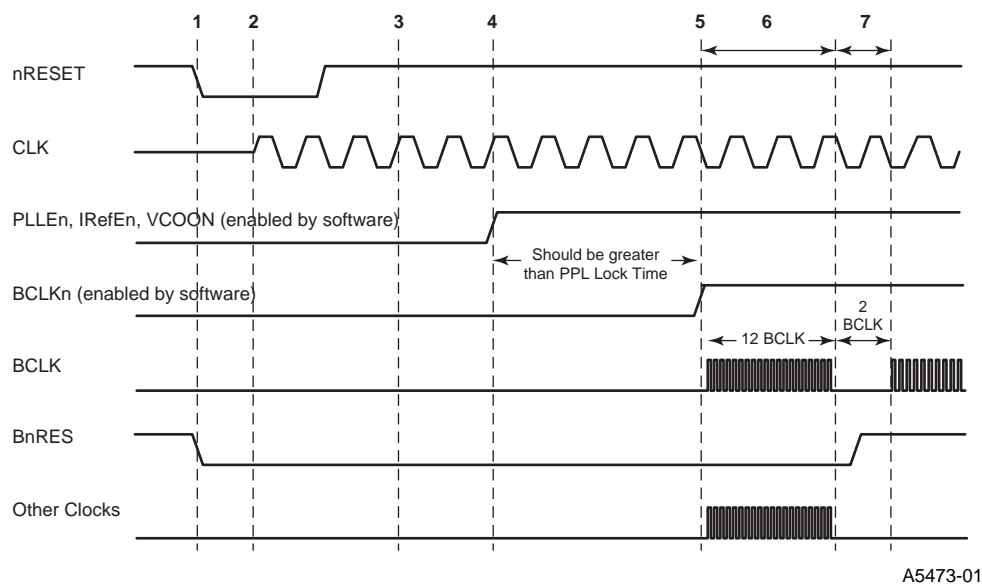 1 2 3 4 5 6 7
nRESET
CLK
PLLEn, IRefEn, VCOON (enabled by software)
Should be greater
than PPL Lock Time
BCLKn (enabled by software)
2
BCLK
12 BCLK
BCLK
BnRES
Other Clocks
A5473-01